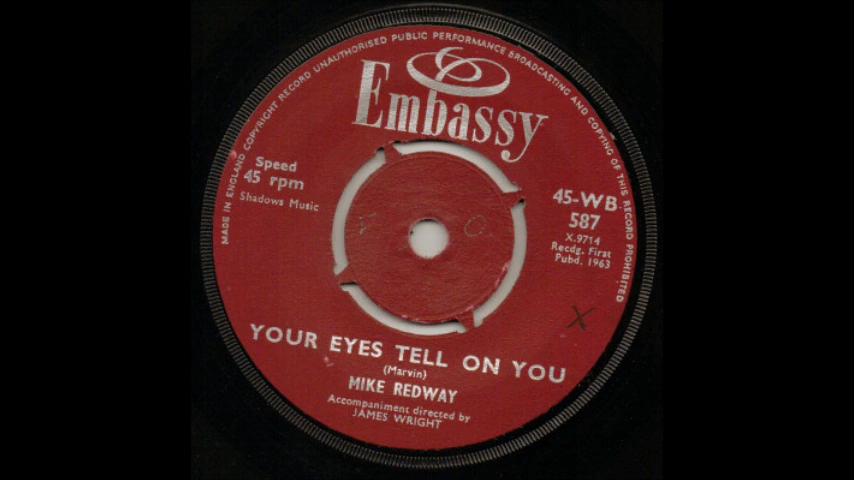 MADE IN ENGLAND COPYRIGHT RECORD UNAUTHORISED PUBLIC PERFORMANCE BROADCASTING AND COPYING OF THIS RECORD PROHIBITED
Embassy
Speed
45 rpm
Shadows Music
45-WB
587
X.9714
Recdg. First
Pubd. 1963
X
YOUR EYES TELL ON YOU
(Marvin)
MIKE REDWAY
Accompaniment directed by
JAMES WRIGHT